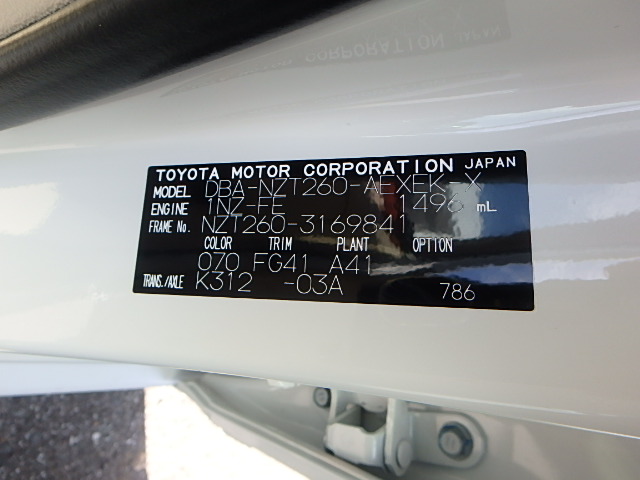 TOYOTA MOTOR CORPORATION JAPAN
MODEL DBA-NZT260-AEXEK-X
ENGINE 1NZ-FE 1496 mL
FRAME No. NZT260-3169841
COLOR TRIM PLANT OPTION
070 FG41 A41
TRANS./AXLE K312 -03A 786